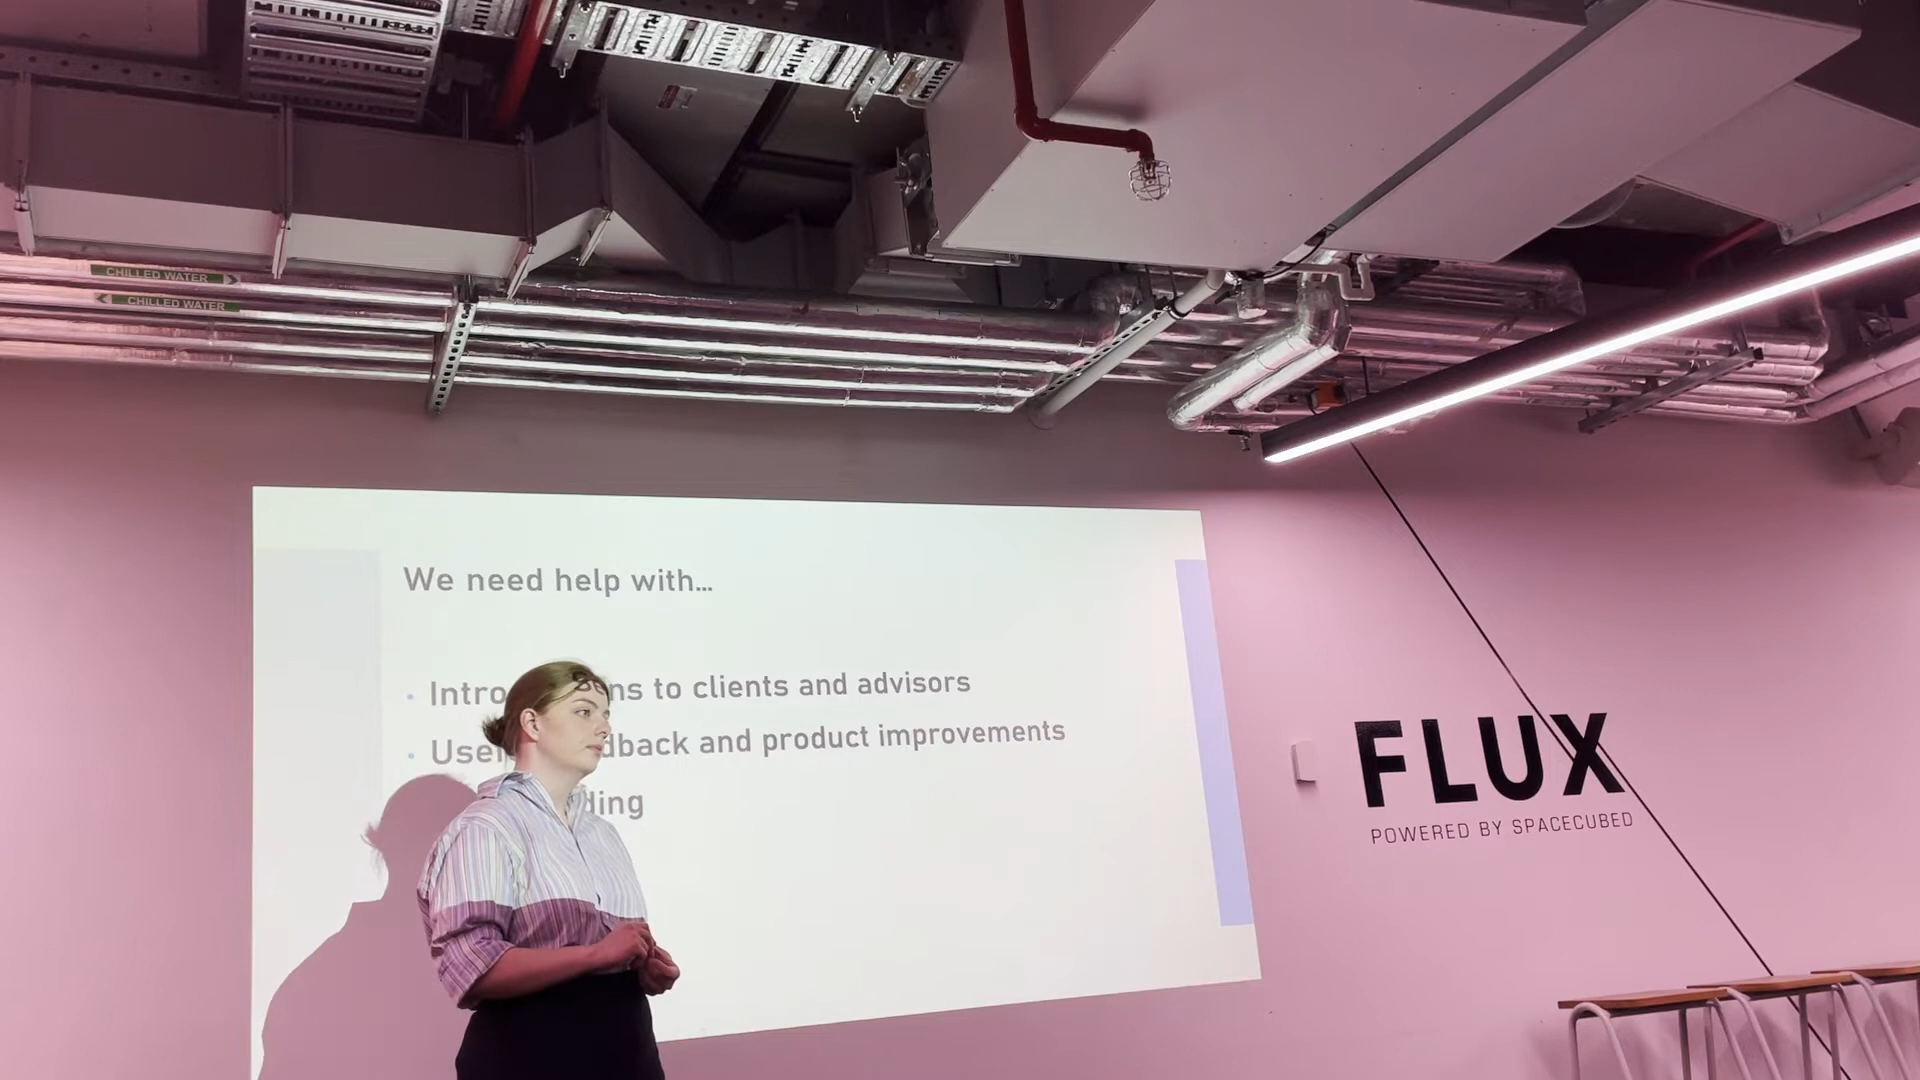 CHILLED WATER
CHILLED WATER
We need help with...
Intro ns to clients and advisors
User dback and product improvements
ding
FLUX
POWERED BY SPACECUBED